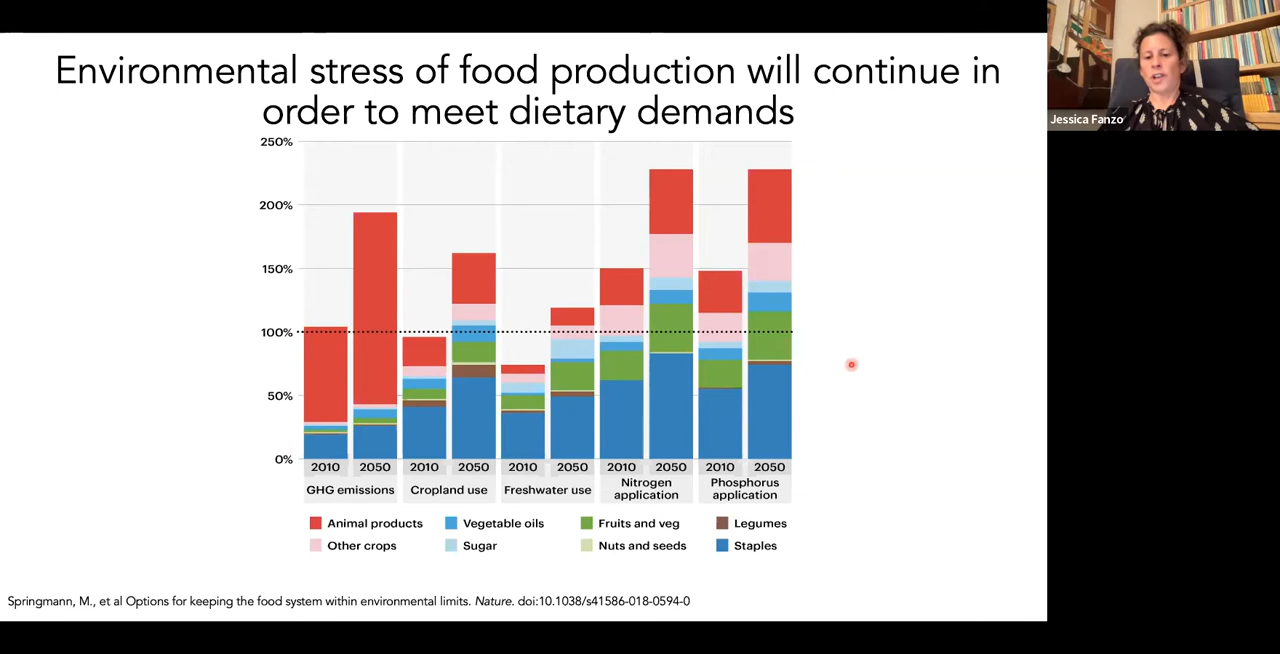 Environmental stress of food production will continue in
order to meet dietary demands
Jessica Fanzo
250%
200%
150%
100%
50%
0%
2010 2050 2010 2050 2010 2050 2010 2050 2010 2050
GHG emissions Cropland use Freshwater use Nitrogen application Phosphorus application
Animal products Vegetable oils Fruits and veg Legumes
Other crops Sugar Nuts and seeds Staples
Springmann, M., et al Options for keeping the food system within environmental limits. Nature. doi:10.1038/s41586-018-0594-0